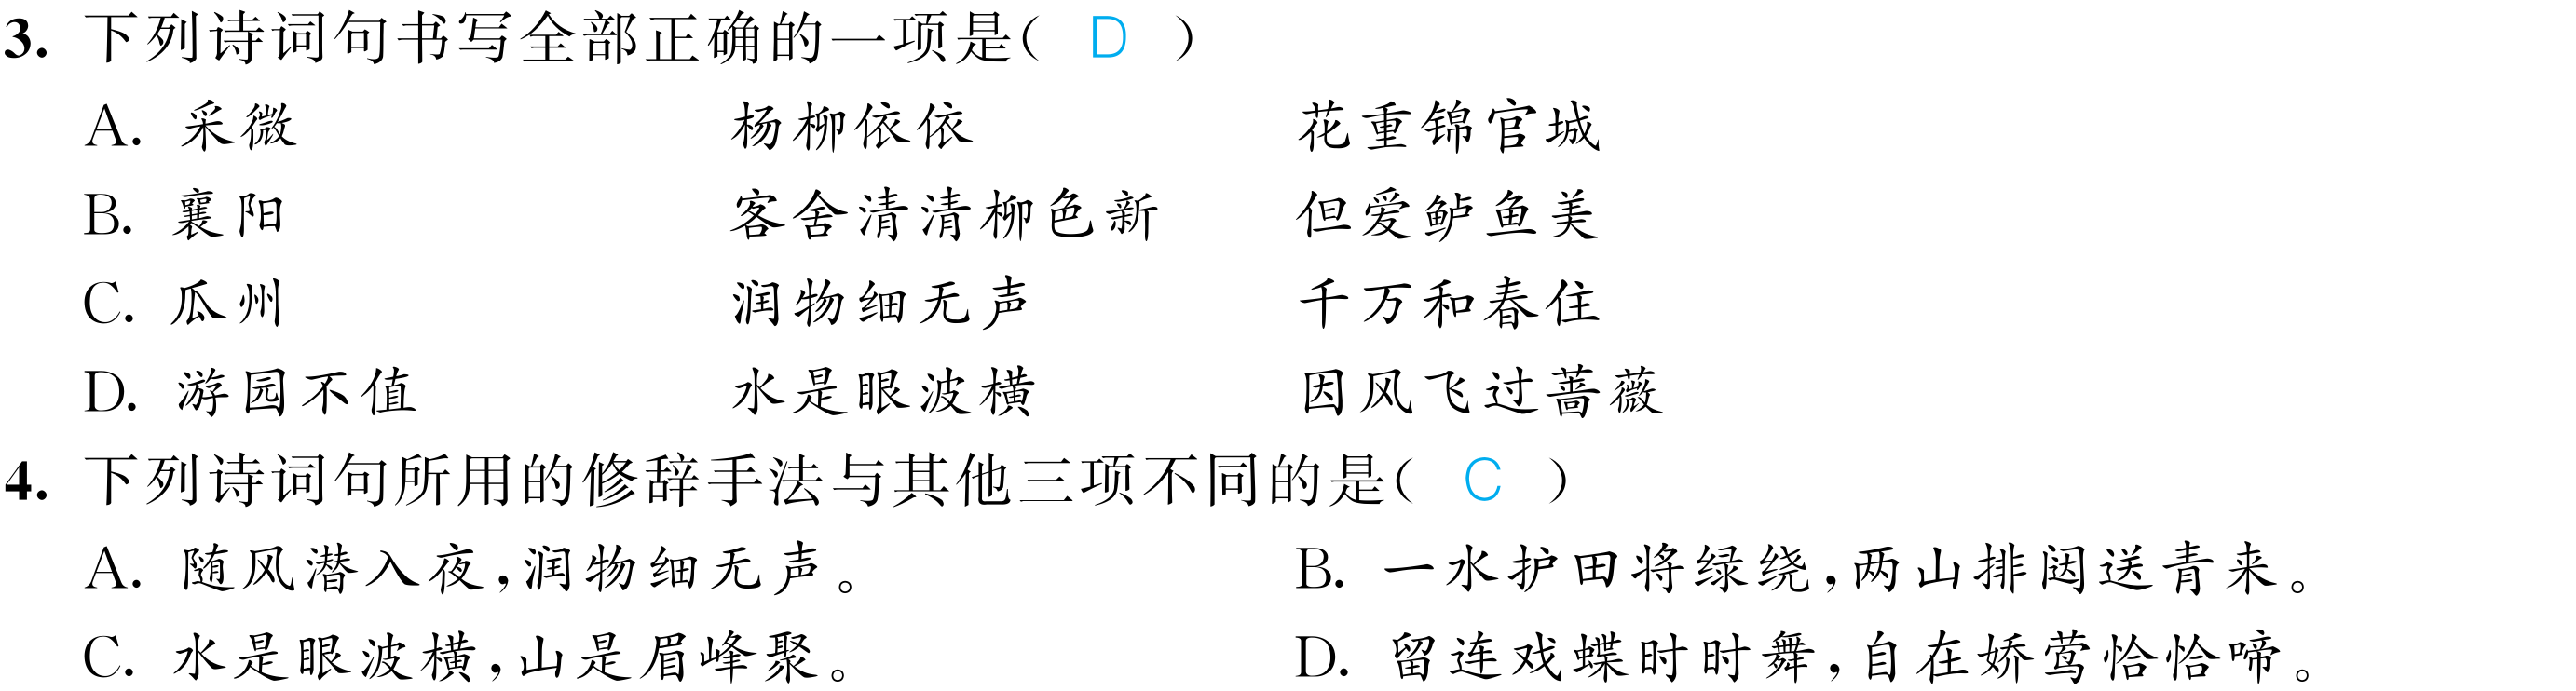 3. 下列诗词句书写全部正确的一项是( D )
A. 采微 杨柳依依 花重锦官城
B. 襄阳 客舍清清柳色新 但爱鲈鱼美
C. 瓜州 润物细无声 千万和春住
D. 游园不值 水是眼波横 因风飞过蔷薇
4. 下列诗词句所用的修辞手法与其他三项不同的是( C )
A. 随风潜入夜,润物细无声。 B. 一水护田将绿绕,两山排闼送青来。
C. 水是眼波横,山是眉峰聚。 D. 留连戏蝶时时舞,自在娇莺恰恰啼。